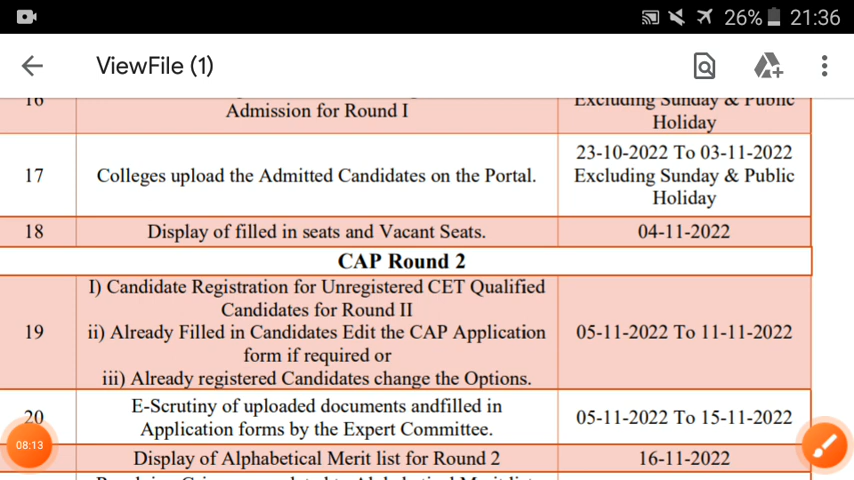 26% 21:36
ViewFile (1)
16 Admission for Round I Excluding Sunday & Public
Holiday
17 Colleges upload the Admitted Candidates on the Portal. 23-10-2022 To 03-11-2022
Excluding Sunday & Public
Holiday
18 Display of filled in seats and Vacant Seats. 04-11-2022
CAP Round 2
19 I) Candidate Registration for Unregistered CET Qualified
Candidates for Round II
ii) Already Filled in Candidates Edit the CAP Application
form if required or
iii) Already registered Candidates change the Options. 05-11-2022 To 11-11-2022
20 E-Scrutiny of uploaded documents andfilled in
Application forms by the Expert Committee. 05-11-2022 To 15-11-2022
08:13
Display of Alphabetical Merit list for Round 2 16-11-2022